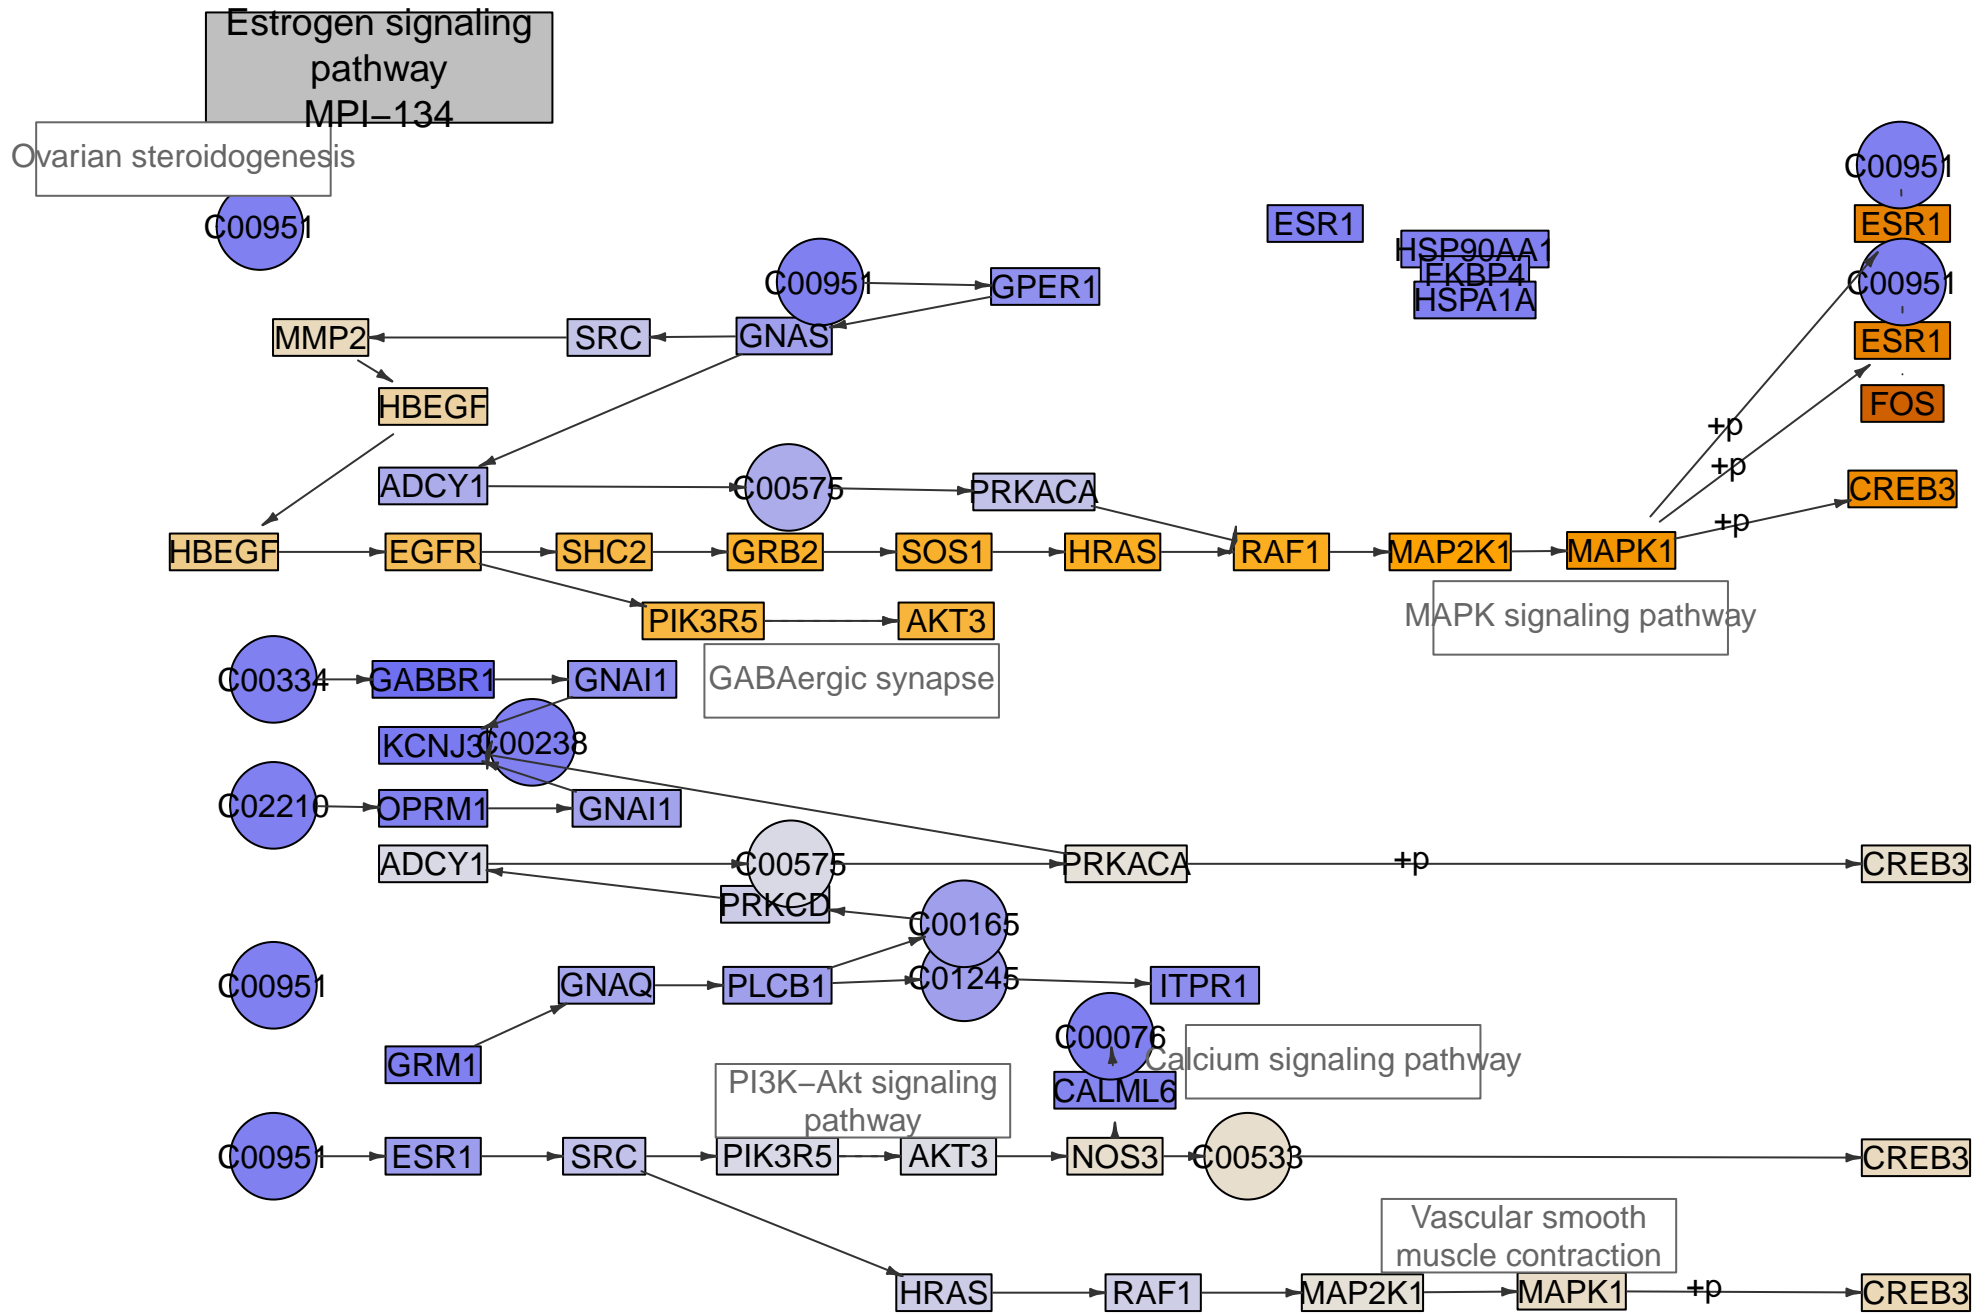 Estrogen signaling
pathway
MPI−134
Ovarian steroidogenesis
C00951
C00951
ESR1
C00951
ESR1
HSP90AA1
FKBP4
HSPA1A
C00951
GPER1
C00951
MMP2
SRC
GNAS
ESR1
HBEGF
FOS
+p
+p
ADCY1
C00575
PRKACA
CREB3
+p
HBEGF
EGFR
SHC2
GRB2
SOS1
HRAS
RAF1
MAP2K1
MAPK1
PIK3R5
AKT3
MAPK signaling pathway
C00334
GABBR1
GNAI1
GABAergic synapse
KCNJ3
C00238
C02210
OPRM1
GNAI1
ADCY1
C00575
PRKACA
+p
CREB3
PRKCD
C00165
C00951
GNAQ
PLCB1
C01245
ITPR1
C00076
Calcium signaling pathway
GRM1
CALML6
PI3K−Akt signaling
pathway
C00951
ESR1
SRC
PIK3R5
AKT3
NOS3
C00533
CREB3
Vascular smooth
muscle contraction
HRAS
RAF1
MAP2K1
MAPK1
+p
CREB3